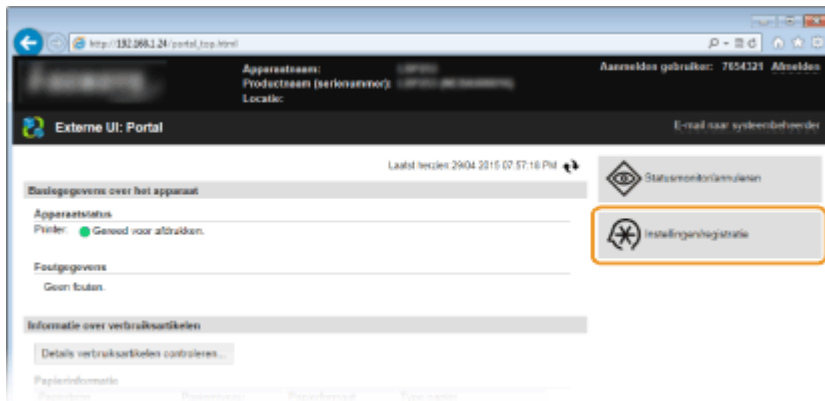 http://192.168.1.24/portal_top.html
Apparaatnaam:
Productnaam (serienummer):
Locatie:
Aanmelden gebruiker: 7654321 Afmelden
Externe UI: Portal
E-mail naar systeembeheerder
Laatst herzien 29/04 2015 07:57:18 PM
Basisgegevens over het apparaat
Apparaatstatus
Printer: Gereed voor afdrukken.
Foutgegevens
Geen fouten.
Informatie over verbruiksartikelen
Details verbruiksartikelen controleren...
Papierinformatie
Statusmonitor/annuleren
Instellingen/registratie